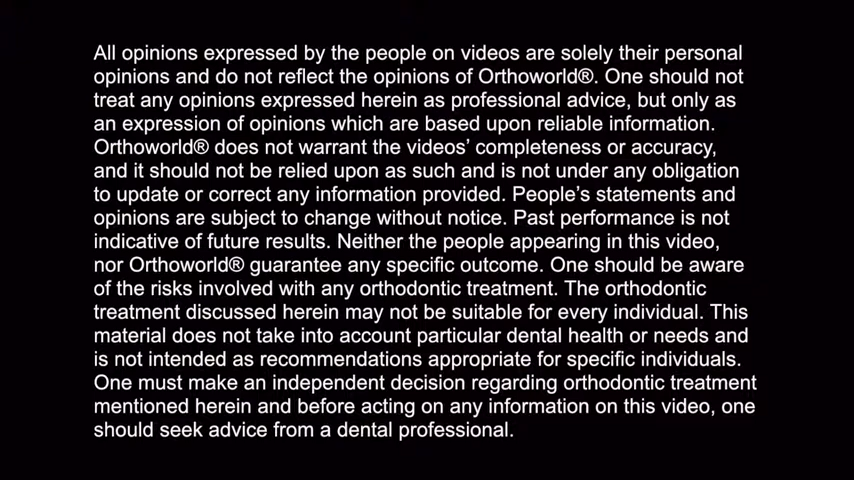 All opinions expressed by the people on videos are solely their personal
opinions and do not reflect the opinions of Orthoworld®. One should not
treat any opinions expressed herein as professional advice, but only as
an expression of opinions which are based upon reliable information.
Orthoworld® does not warrant the videos’ completeness or accuracy,
and it should not be relied upon as such and is not under any obligation
to update or correct any information provided. People’s statements and
opinions are subject to change without notice. Past performance is not
indicative of future results. Neither the people appearing in this video,
nor Orthoworld® guarantee any specific outcome. One should be aware
of the risks involved with any orthodontic treatment. The orthodontic
treatment discussed herein may not be suitable for every individual. This
material does not take into account particular dental health or needs and
is not intended as recommendations appropriate for specific individuals.
One must make an independent decision regarding orthodontic treatment
mentioned herein and before acting on any information on this video, one
should seek advice from a dental professional.